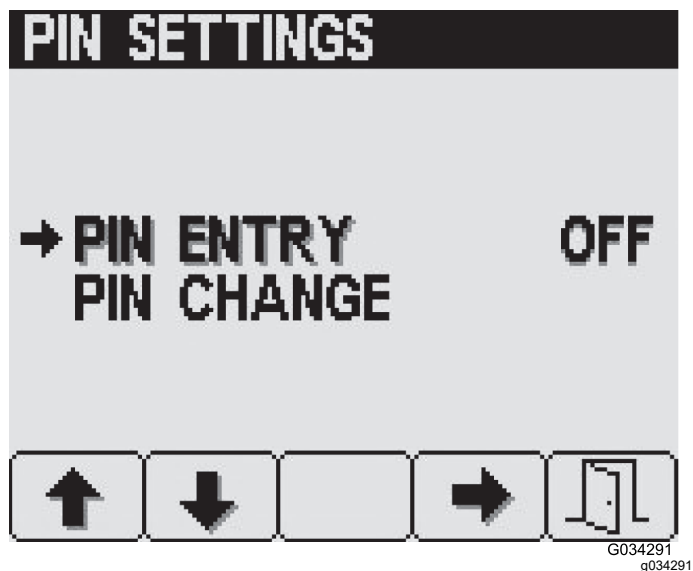 PIN SETTINGS
PIN ENTRY OFF
PIN CHANGE
G034291
g034291